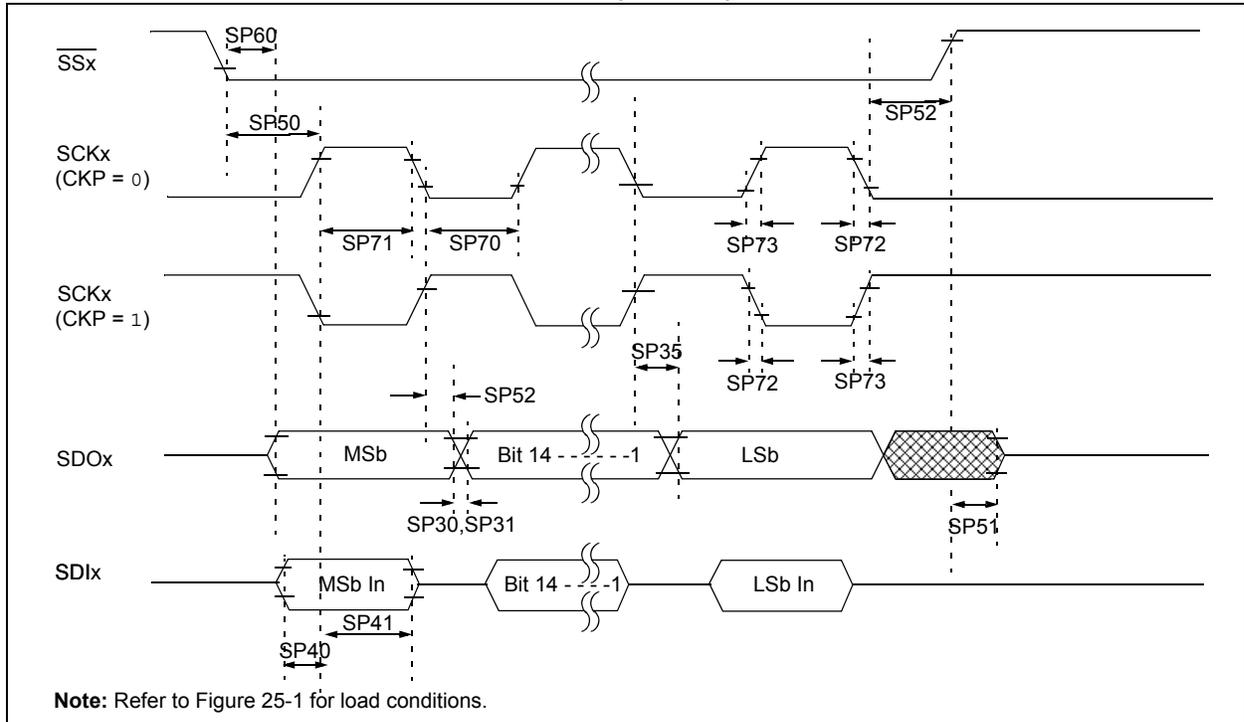 SP60
SSx
SP50
SP52
SCKx
(CKP = 0)
SP71
SP70
SP73
SP72
SCKx
(CKP = 1)
SP35
SP72
SP73
SP52
SDOx
MSb
Bit 14 - - - - - -1
LSb
SP30,SP31
SP51
SDIx
MSb In
Bit 14 - - - -1
LSb In
SP41
SP40
Note: Refer to Figure 25-1 for load conditions.